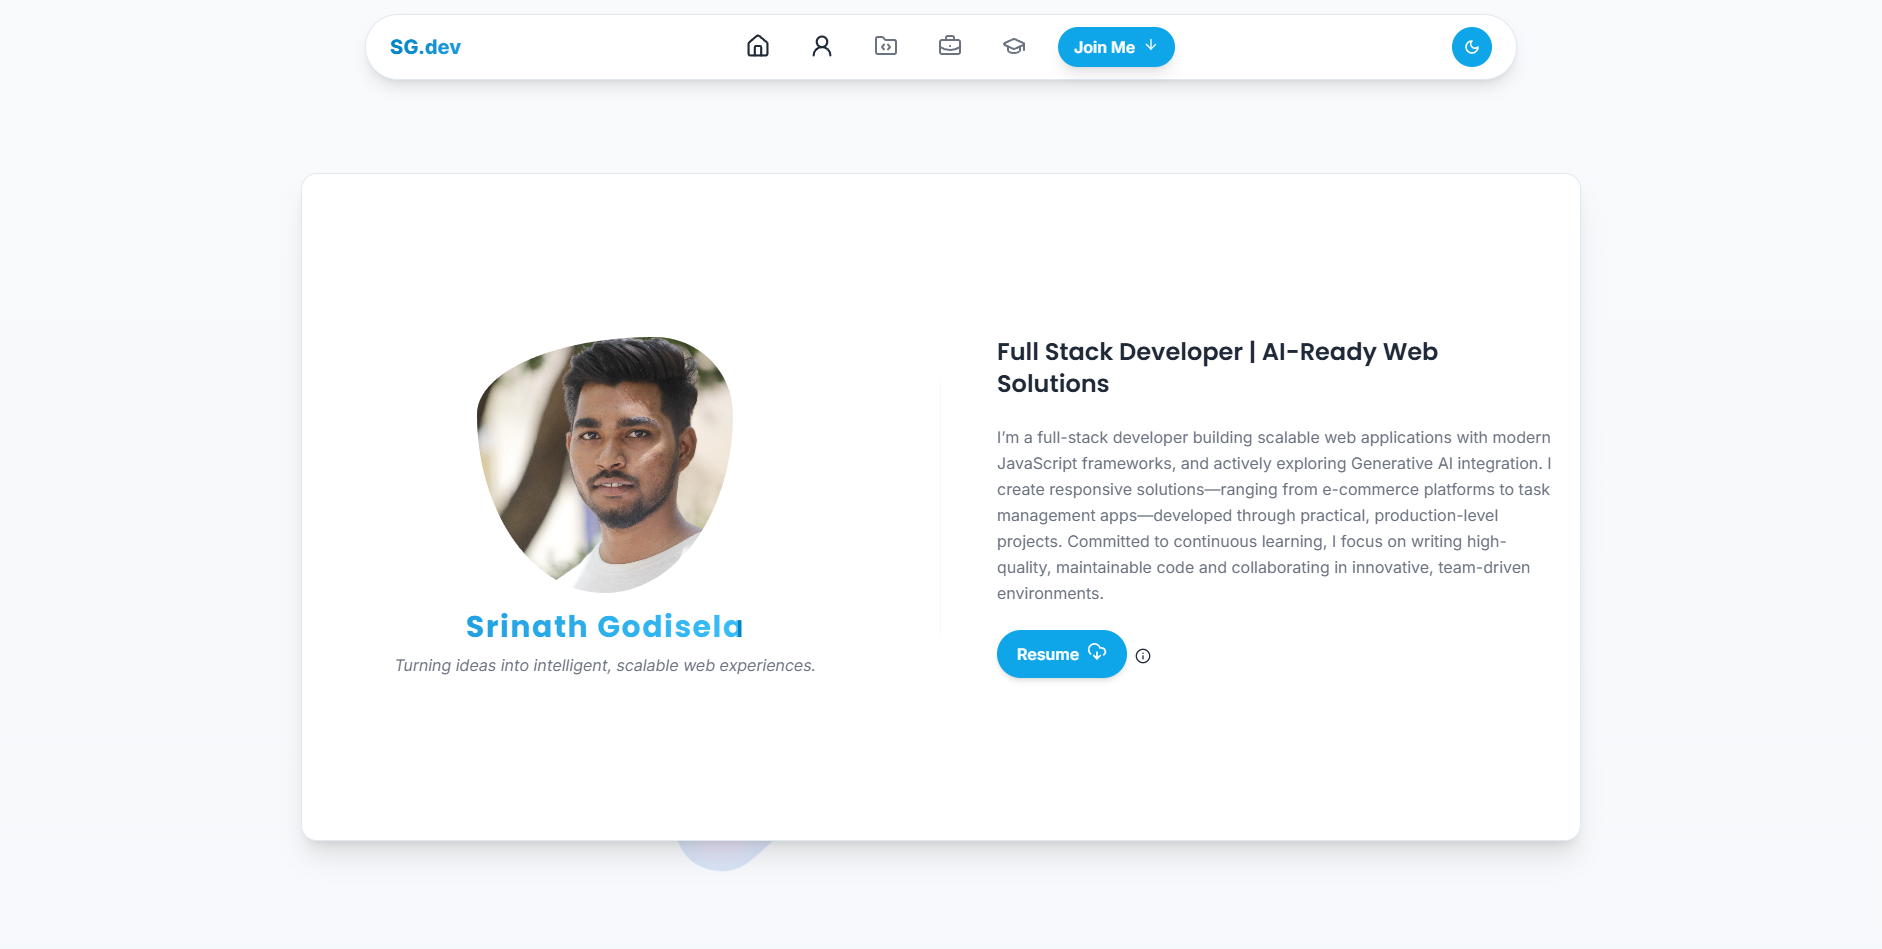 SG.dev
Join Me
Full Stack Developer | AI-Ready Web
Solutions
I’m a full-stack developer building scalable web applications with modern
JavaScript frameworks, and actively exploring Generative AI integration. I
create responsive solutions—ranging from e-commerce platforms to task
management apps—developed through practical, production-level
projects. Committed to continuous learning, I focus on writing high-
quality, maintainable code and collaborating in innovative, team-driven
environments.
Resume
Srinath Godisela
Turning ideas into intelligent, scalable web experiences.